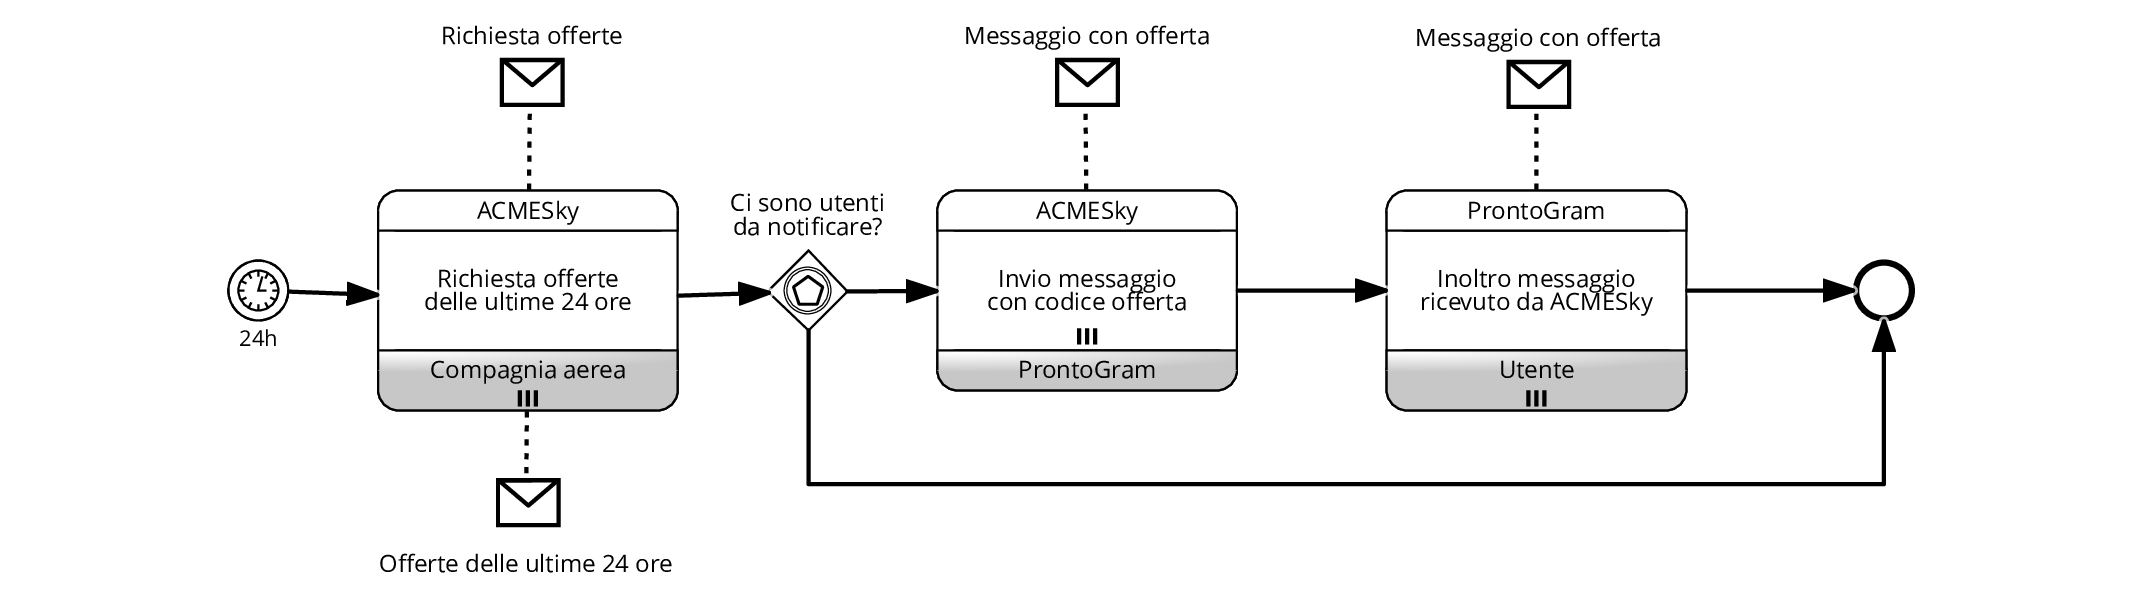 Richiesta offerte
Messaggio con offerta
Messaggio con offerta
ACMESky
Richiesta offerte
delle ultime 24 ore
Compagnia aerea
Ci sono utenti
da notificare?
ACMESky
Invio messaggio
con codice offerta
ProntoGram
ProntoGram
Inoltro messaggio
ricevuto da ACMESky
Utente
24h
Offerte delle ultime 24 ore